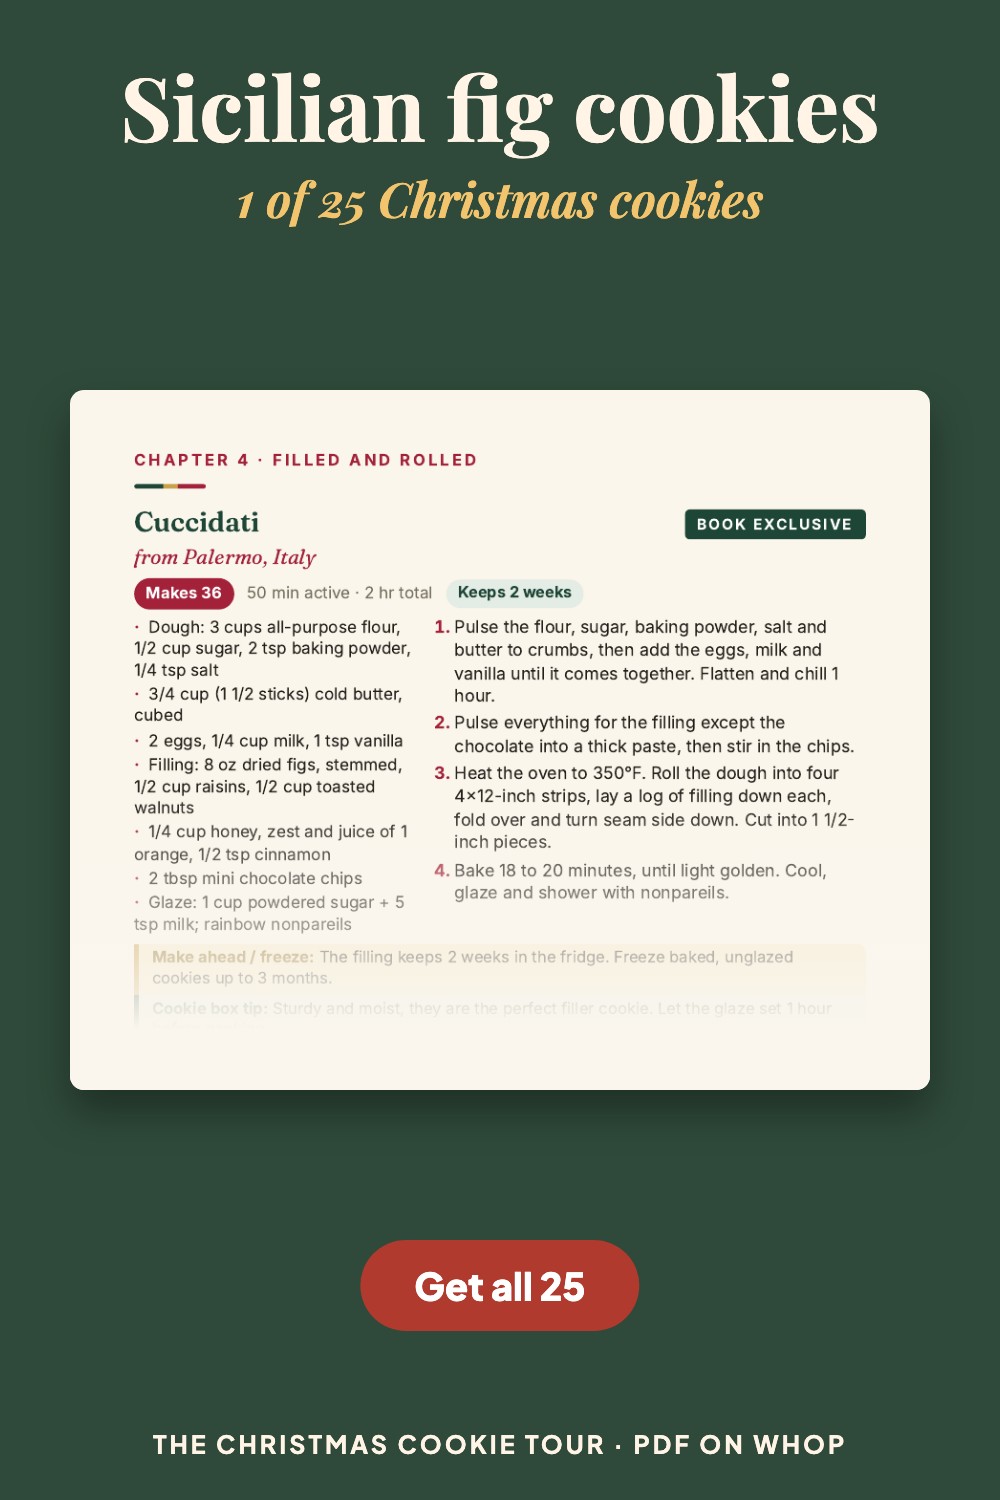 Sicilian fig cookies
1 of 25 Christmas cookies
CHAPTER 4 · FILLED AND ROLLED
Cuccidati
BOOK EXCLUSIVE
from Palermo, Italy
Makes 36 50 min active · 2 hr total Keeps 2 weeks
· Dough: 3 cups all-purpose flour,
1/2 cup sugar, 2 tsp baking powder,
1/4 tsp salt
· 3/4 cup (1 1/2 sticks) cold butter,
cubed
· 2 eggs, 1/4 cup milk, 1 tsp vanilla
· Filling: 8 oz dried figs, stemmed,
1/2 cup raisins, 1/2 cup toasted
walnuts
· 1/4 cup honey, zest and juice of 1
orange, 1/2 tsp cinnamon
· 2 tbsp mini chocolate chips
· Glaze: 1 cup powdered sugar + 5
tsp milk; rainbow nonpareils
1. Pulse the flour, sugar, baking powder, salt and
butter to crumbs, then add the eggs, milk and
vanilla until it comes together. Flatten and chill 1
hour.
2. Pulse everything for the filling except the
chocolate into a thick paste, then stir in the chips.
3. Heat the oven to 350°F. Roll the dough into four
4×12-inch strips, lay a log of filling down each,
fold over and turn seam side down. Cut into 1 1/2-
inch pieces.
4. Bake 18 to 20 minutes, until light golden. Cool,
glaze and shower with nonpareils.
Make ahead / freeze: The filling keeps 2 weeks in the fridge. Freeze baked, unglazed
cookies up to 3 months.
Cookie box tip: Sturdy and moist, they are the perfect filler cookie. Let the glaze set 1 hour
Get all 25
THE CHRISTMAS COOKIE TOUR · PDF ON WHOP